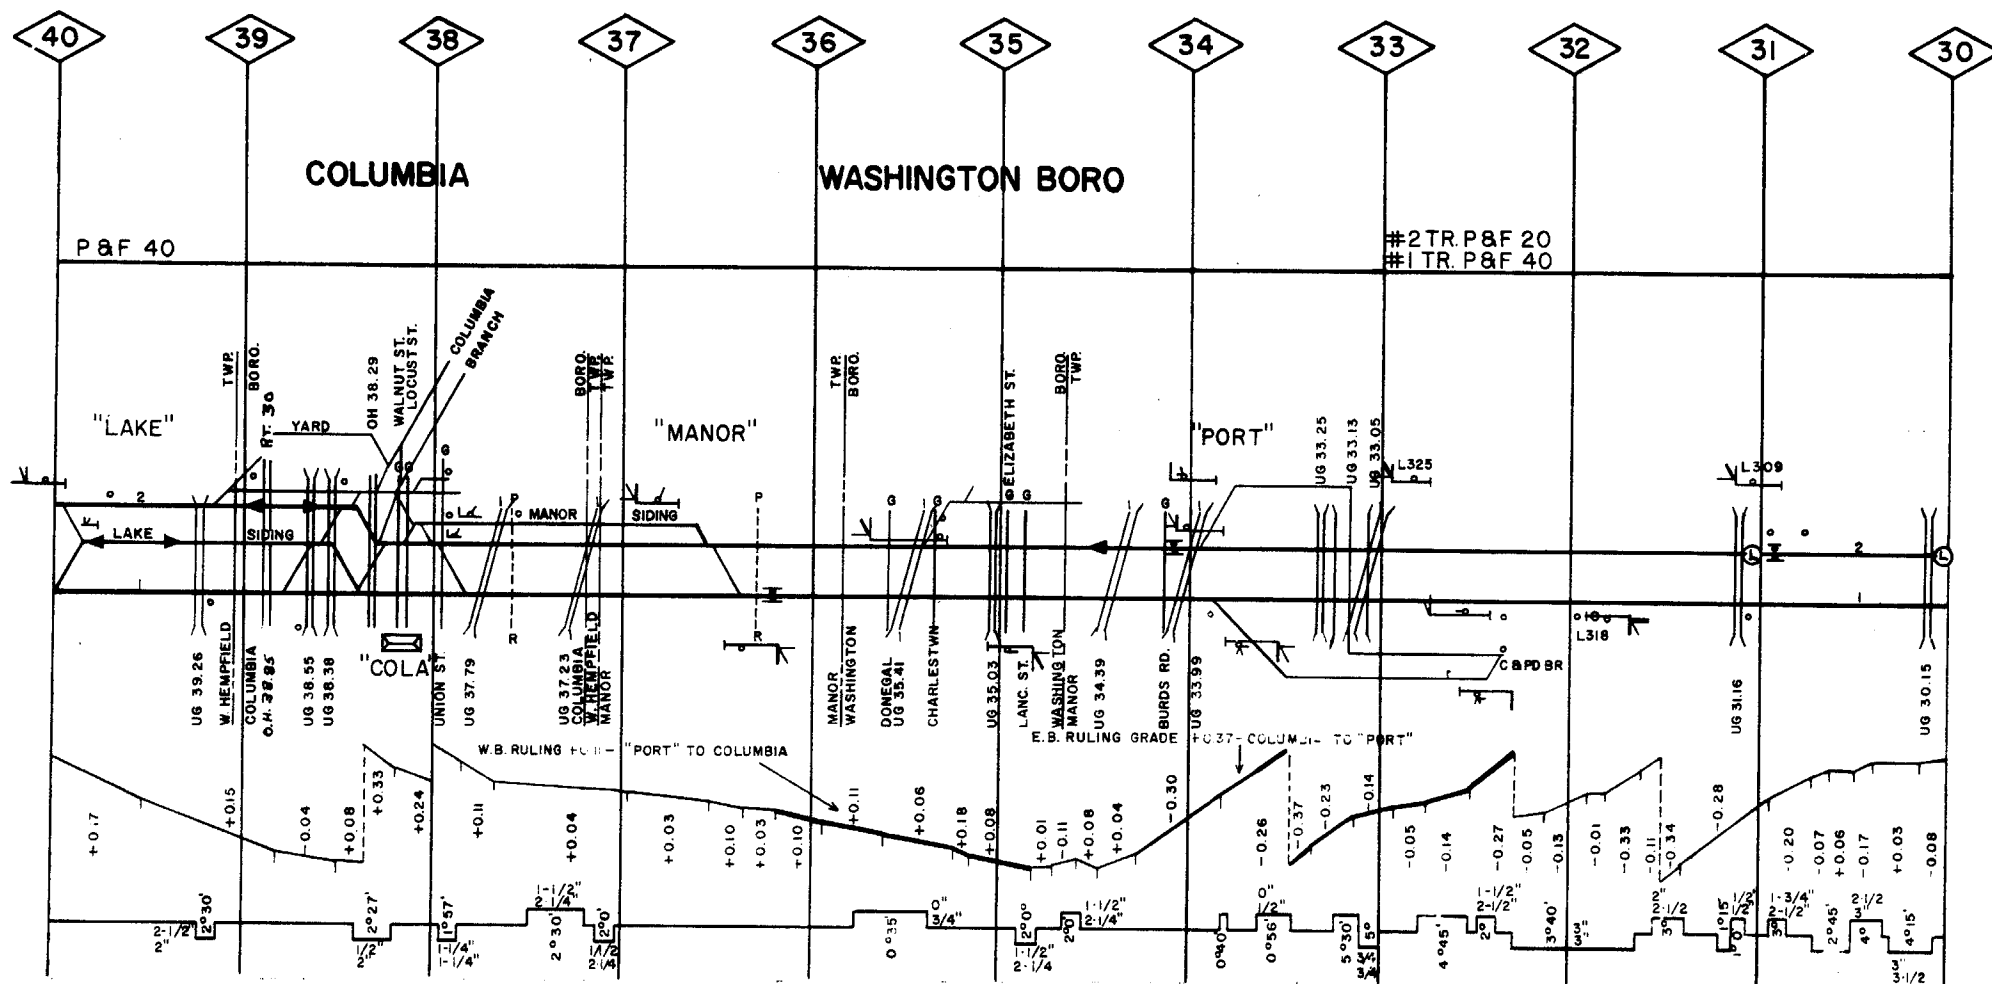 40
39
38
37
36
35
34
33
32
31
30
COLUMBIA
WASHINGTON BORO
P & F 40
#2 TR. P&F 20
#1 TR. P&F 40
TWP.
BORO.
RT. 30
YARD
OH 38.29
WALNUT ST.
LOCUST ST.
COLUMBIA
BRANCH
BORO.
TWP.
TWP.
TWP.
BORO.
ELIZABETH ST.
BORO.
TWP.
UG 33.25
UG 33.13
UG 33.05
"LAKE"
"MANOR"
"PORT"
L325
L309
G G
G
P
P
G
G
G
G
2
LAKE
SIDING
MANOR
SIDING
L
2
L
1
1
R
R
L318
"COLA"
C & PD BR
UG 39.26
W. HEMPFIELD
COLUMBIA
O.H. 38.85
UG 38.55
UG 38.38
UNION ST.
UG 37.79
UG 37.23
COLUMBIA
W. HEMPFIELD
MANOR
MANOR
WASHINGTON
DONEGAL
UG 35.41
CHARLESTWN
UG 35.03
LANC. ST.
WASHINGTON
MANOR
UG 34.39
BURDS RD.
UG 33.99
UG 31.16
UG 30.15
W.B. RULING - "PORT" TO COLUMBIA
E.B. RULING GRADE +0.37- TO "PORT"
+0.17
+0.15
-0.04
+0.08
+0.33
+0.24
+0.11
+0.04
+0.03
+0.10
+0.03
+0.10
+0.11
+0.06
+0.18
+0.08
+0.01
-0.11
+0.08
+0.04
-0.30
-0.26
-0.37
-0.23
-0.14
-0.05
-0.14
-0.27
-0.05
-0.13
-0.01
-0.33
-0.11
-0.34
-0.28
-0.20
-0.07
+0.06
-0.17
+0.03
-0.08
2-1/2"
2"
2°30'
2°27'
1/2"
2"
1°57'
1-1/4"
1-1/4"
1-1/2"
2-1/4"
2°30'
2°0'
1 1/2
2-1/4
0°35'
0"
3/4"
2°0"
1-1/2"
2-1/4
2°0'
1-1/2"
2-1/4"
0°40'
0"
1/2"
0°56'
5°30'
5°
3/4
3/4
4°45'
1-1/2"
2-1/2"
2°
3°40'
3"
3"
2"
2-1/2
3°
1°0'
1°15'
1-3/4"
2-1/2"
3°
2°45'
2-1/2
3"
4°
4°15'
3"
3-1/2